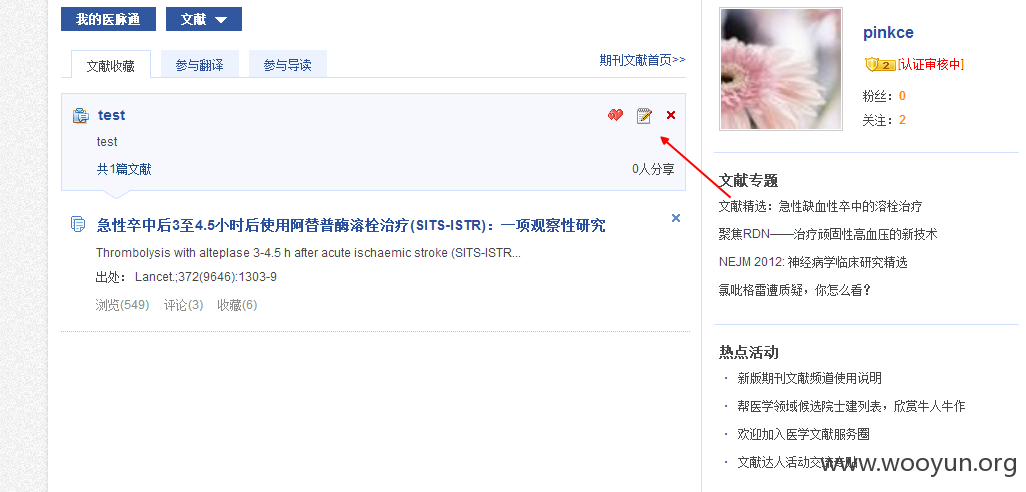 我的医脉通
文献
文献收藏
参与翻译
参与导读
期刊文献首页>>
test
test
共1篇文献
0人分享
急性卒中后3至4.5小时后使用阿替普酶溶栓治疗(SITS-ISTR)：一项观察性研究
Thrombolysis with alteplase 3-4.5 h after acute ischaemic stroke (SITS-ISTR...
出处： Lancet.;372(9646):1303-9
浏览(549) 评论(3) 收藏(6)
pinkce
2 [认证审核中]
粉丝：0
关注：2
文献专题
文献精选：急性缺血性卒中的溶栓治疗
聚焦RDN——治疗顽固性高血压的新技术
NEJM 2012: 神经病学临床研究精选
氯吡格雷遭质疑，你怎么看？
热点活动
· 新版期刊文献频道使用说明
· 帮医学领域候选院士建列表，欣赏牛人牛作
· 欢迎加入医学文献服务圈
· 文献达人活动交流专贴
www.wooyun.org